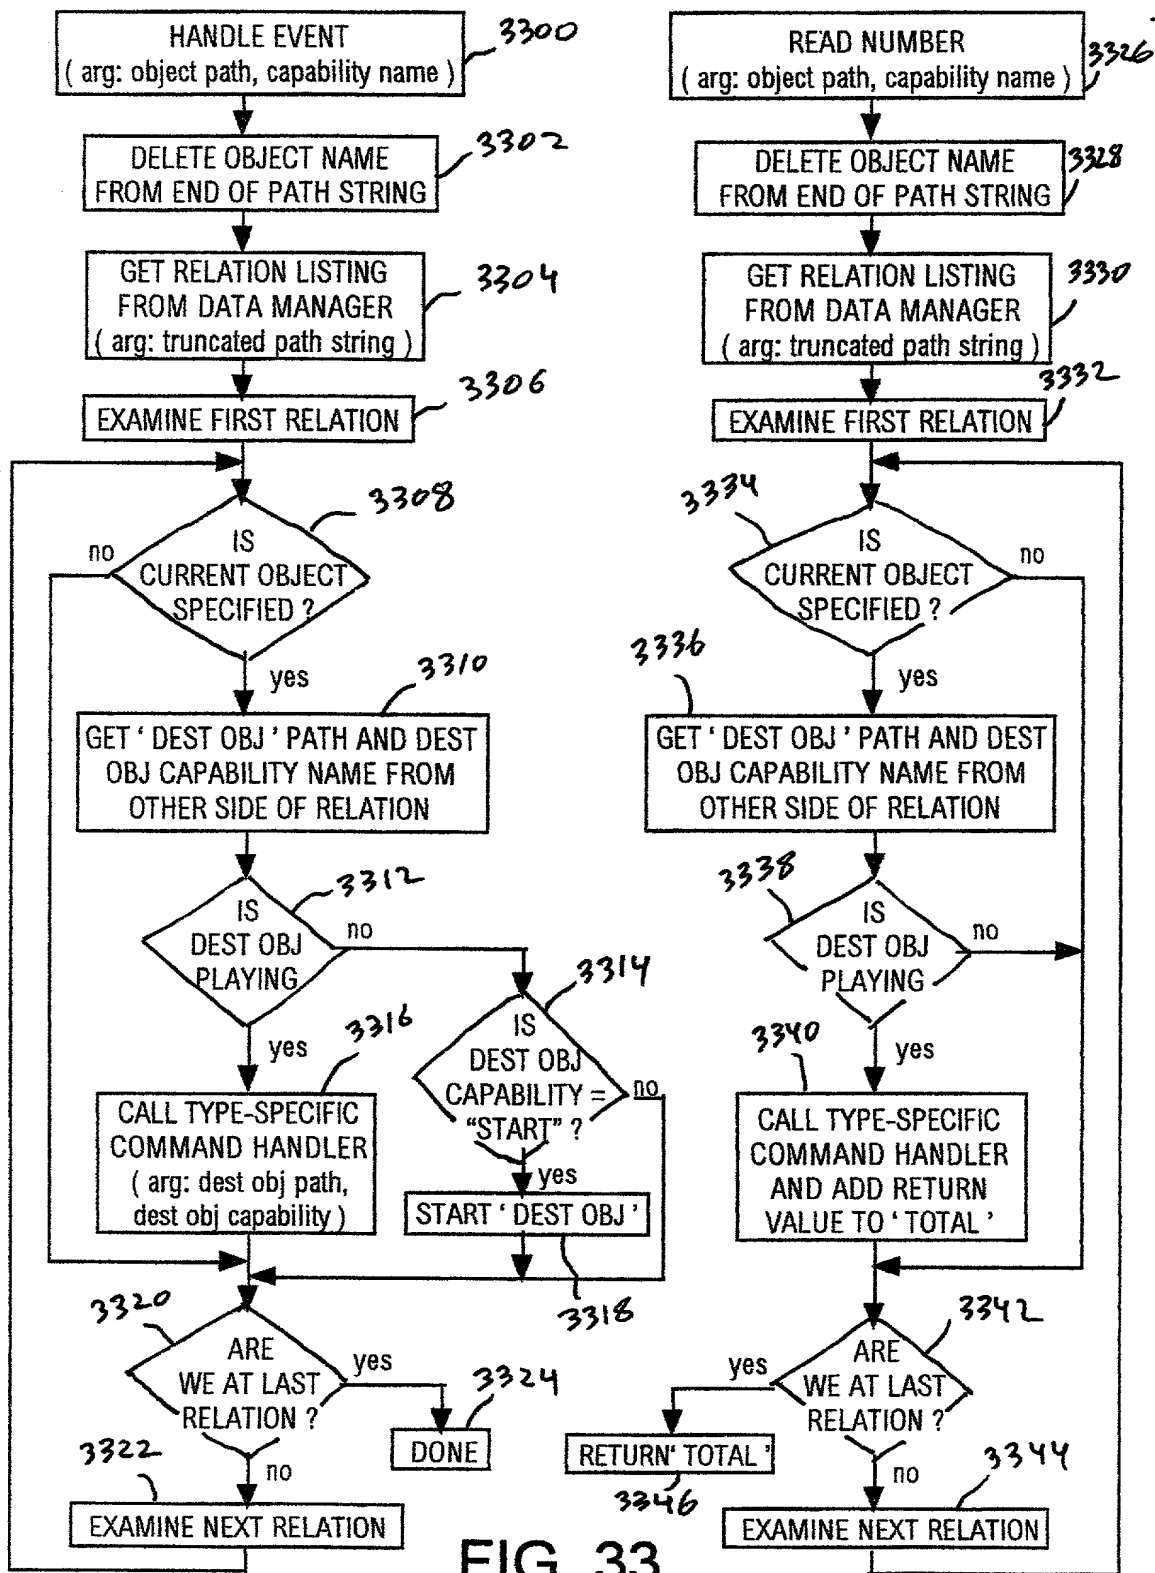 HANDLE EVENT
( arg: object path, capability name )
3300
DELETE OBJECT NAME
FROM END OF PATH STRING
3302
GET RELATION LISTING
FROM DATA MANAGER
( arg: truncated path string )
3304
EXAMINE FIRST RELATION
3306
IS
CURRENT OBJECT
SPECIFIED ?
3308
no
yes
GET ' DEST OBJ ' PATH AND DEST
OBJ CAPABILITY NAME FROM
OTHER SIDE OF RELATION
3310
IS
DEST OBJ
PLAYING
3312
no
yes
IS
DEST OBJ
CAPABILITY =
"START" ?
3314
no
yes
CALL TYPE-SPECIFIC
COMMAND HANDLER
( arg: dest obj path,
dest obj capability )
3316
START ' DEST OBJ '
3318
ARE
WE AT LAST
RELATION ?
3320
yes
no
DONE
3324
EXAMINE NEXT RELATION
3322
READ NUMBER
( arg: object path, capability name )
3326
DELETE OBJECT NAME
FROM END OF PATH STRING
3328
GET RELATION LISTING
FROM DATA MANAGER
( arg: truncated path string )
3330
EXAMINE FIRST RELATION
3332
IS
CURRENT OBJECT
SPECIFIED ?
3334
no
yes
GET ' DEST OBJ ' PATH AND DEST
OBJ CAPABILITY NAME FROM
OTHER SIDE OF RELATION
3336
IS
DEST OBJ
PLAYING
3338
no
yes
CALL TYPE-SPECIFIC
COMMAND HANDLER
AND ADD RETURN
VALUE TO ' TOTAL '
3340
ARE
WE AT LAST
RELATION ?
3342
yes
no
RETURN ' TOTAL '
3346
EXAMINE NEXT RELATION
3344
FIG. 33